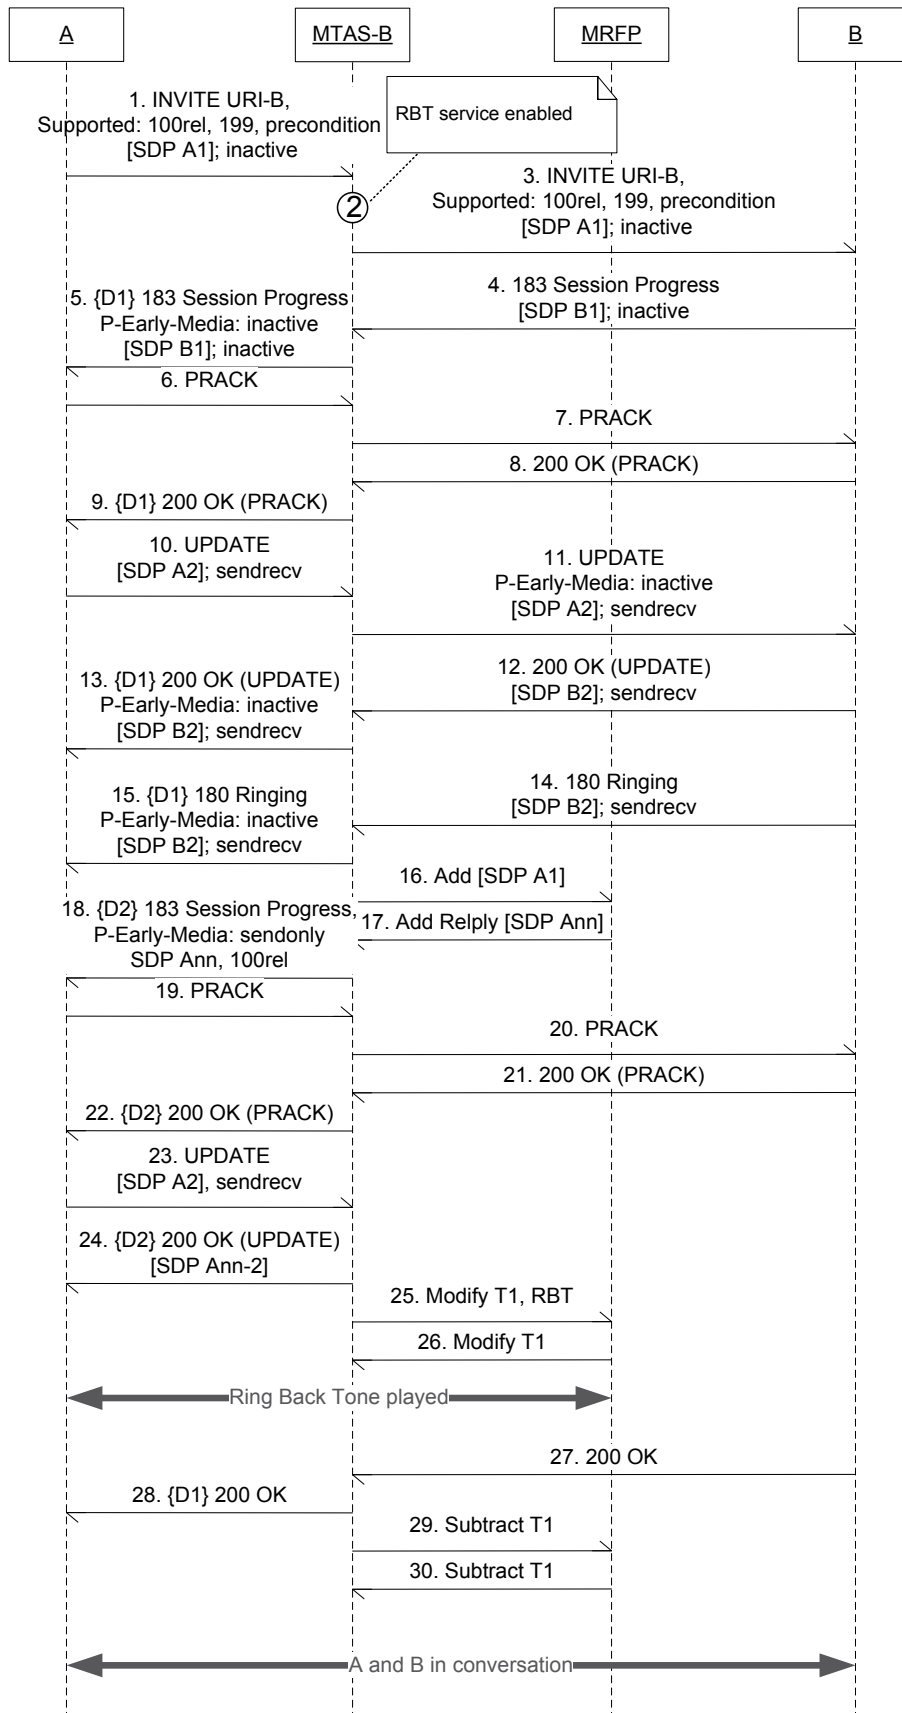 A
MTAS-B
MRFP
B
1. INVITE URI-B,
Supported: 100rel, 199, precondition
[SDP A1]; inactive
RBT service enabled
2
3. INVITE URI-B,
Supported: 100rel, 199, precondition
[SDP A1]; inactive
4. 183 Session Progress
[SDP B1]; inactive
5. {D1} 183 Session Progress
P-Early-Media: inactive
[SDP B1]; inactive
6. PRACK
7. PRACK
8. 200 OK (PRACK)
9. {D1} 200 OK (PRACK)
10. UPDATE
[SDP A2]; sendrecv
11. UPDATE
P-Early-Media: inactive
[SDP A2]; sendrecv
12. 200 OK (UPDATE)
[SDP B2]; sendrecv
13. {D1} 200 OK (UPDATE)
P-Early-Media: inactive
[SDP B2]; sendrecv
14. 180 Ringing
[SDP B2]; sendrecv
15. {D1} 180 Ringing
P-Early-Media: inactive
[SDP B2]; sendrecv
16. Add [SDP A1]
17. Add Relply [SDP Ann]
18. {D2} 183 Session Progress,
P-Early-Media: sendonly
SDP Ann, 100rel
19. PRACK
20. PRACK
21. 200 OK (PRACK)
22. {D2} 200 OK (PRACK)
23. UPDATE
[SDP A2], sendrecv
24. {D2} 200 OK (UPDATE)
[SDP Ann-2]
25. Modify T1, RBT
26. Modify T1
Ring Back Tone played
27. 200 OK
28. {D1} 200 OK
29. Subtract T1
30. Subtract T1
A and B in conversation